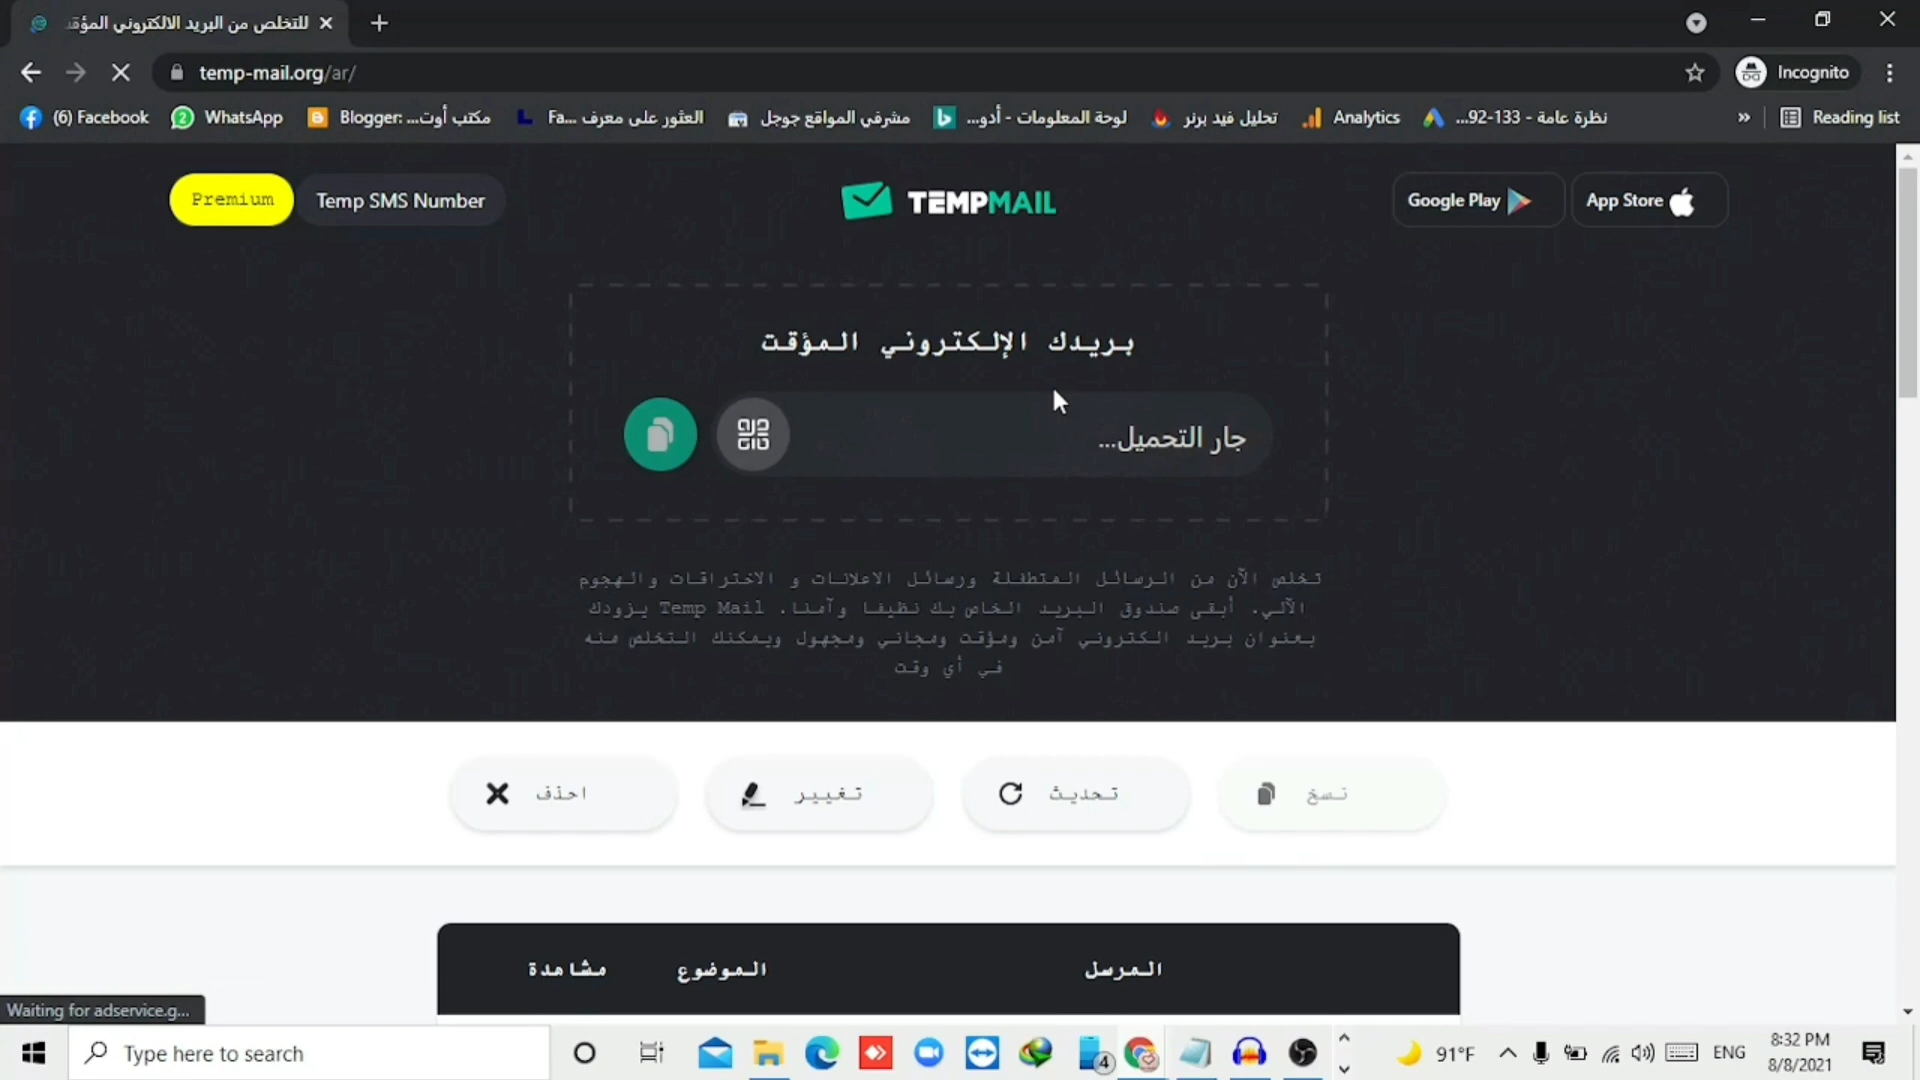 للتخلص من البريد الالكتروني المؤقت
temp-mail.org/ar/
Incognito
(6) Facebook
WhatsApp
Blogger: مكتب أوت...
العثور على معرف Fa...
مشرفي المواقع جوجل
لوحة المعلومات - أدو...
تحليل فيد برنر
Analytics
نظرة عامة - 133-92...
»
Reading list
Premium
Temp SMS Number
TEMPMAIL
Google Play
App Store
بريدك الإلكتروني المؤقت
جار التحميل...
تخلص الآن من الرسائل المتطفلة ورسائل الاعلانات و الاختراقات والهجوم
الآلي. أبقى صندوق البريد الخاص بك نظيفا وآمنا. Temp Mail يزودك
بعنوان بريد الكتروني آمن ومؤقت ومجاني ومجهول ويمكنك التخلص منه
في أي وقت
نسخ
تحديث
تغيير
احذف
المرسل
الموضوع
مشاهدة
Waiting for adservice.g...
Type here to search
4
91°F
ENG
8:32 PM
8/8/2021